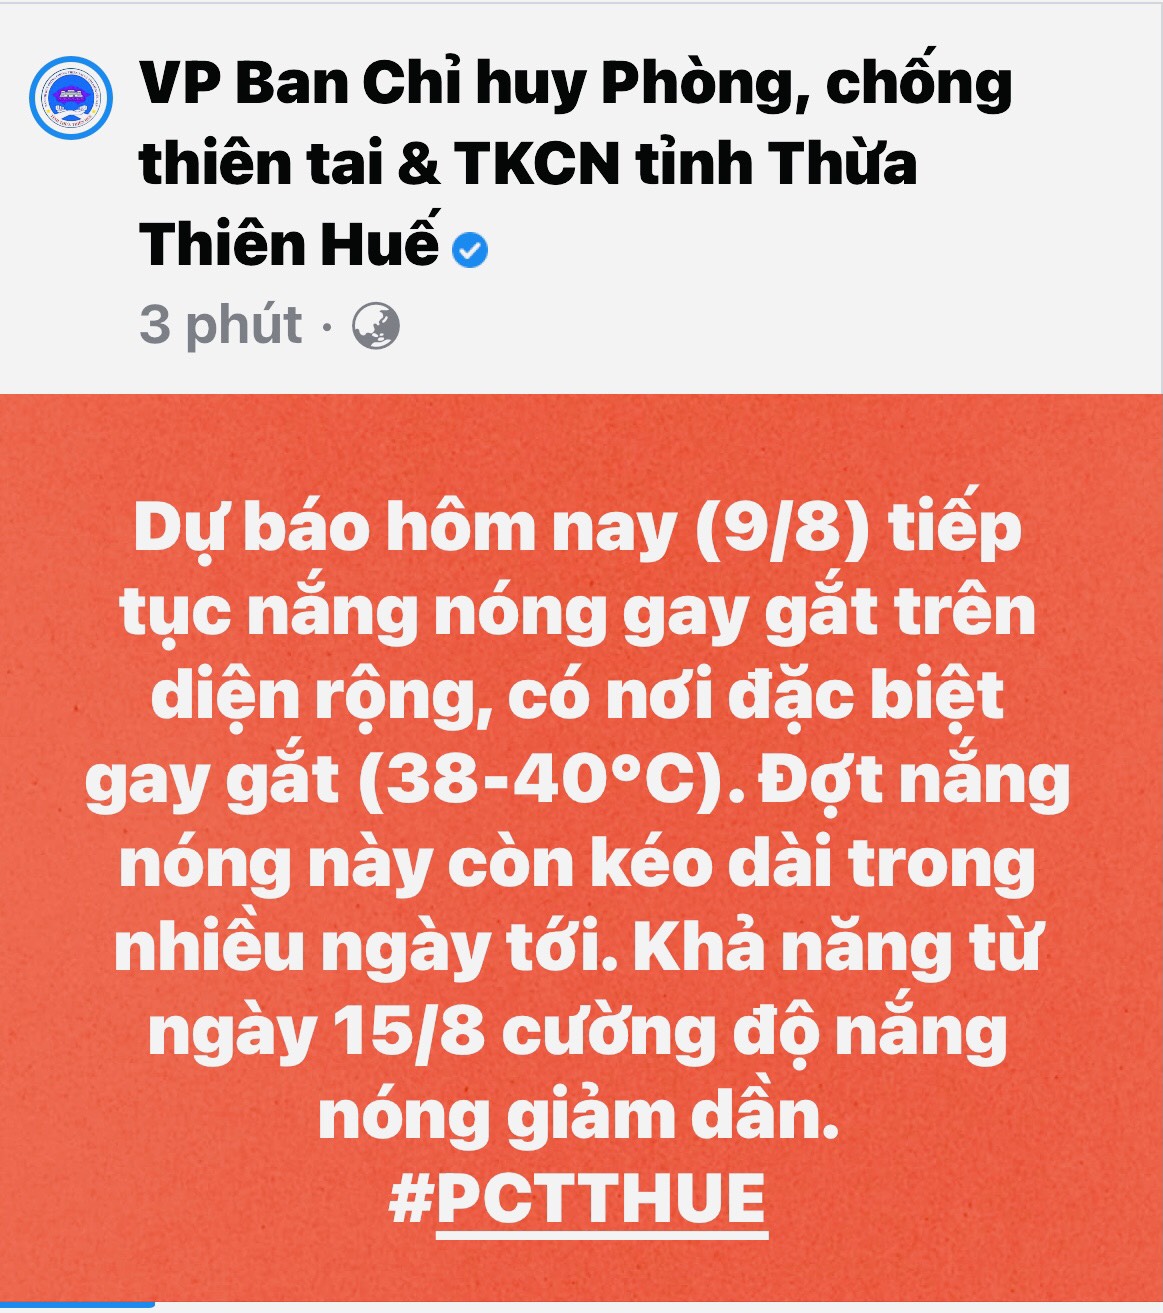 VP Ban Chỉ huy Phòng, chống
thiên tai & TKCN tỉnh Thừa
Thiên Huế
3 phút ·
Dự báo hôm nay (9/8) tiếp
tục nắng nóng gay gắt trên
diện rộng, có nơi đặc biệt
gay gắt (38-40°C). Đợt nắng
nóng này còn kéo dài trong
nhiều ngày tới. Khả năng từ
ngày 15/8 cường độ nắng
nóng giảm dần.
#PCTTHUE